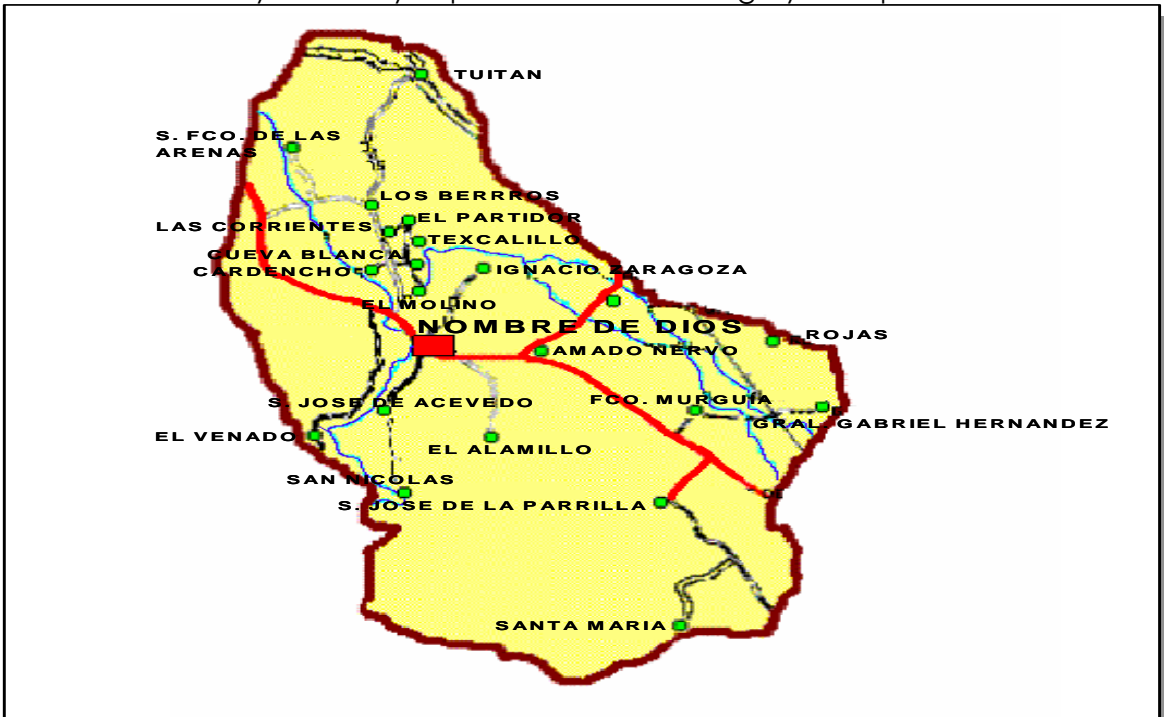 TUITAN
S. FCO. DE LAS
ARENAS
LOS BERRROS
EL PARTIDOR
LAS CORRIENTES
TEXCALILLO
CUEVA BLANCA
CARDENCHO
IGNACIO ZARAGOZA
EL MOLINO
NOMBRE DE DIOS
ROJAS
AMADO NERVO
S. JOSE DE ACEVEDO
FCO. MURGUÍA
GRAL. GABRIEL HERNANDEZ
EL VENADO
EL ALAMILLO
SAN NICOLAS
S. JOSE DE LA PARRILLA
SANTA MARIA